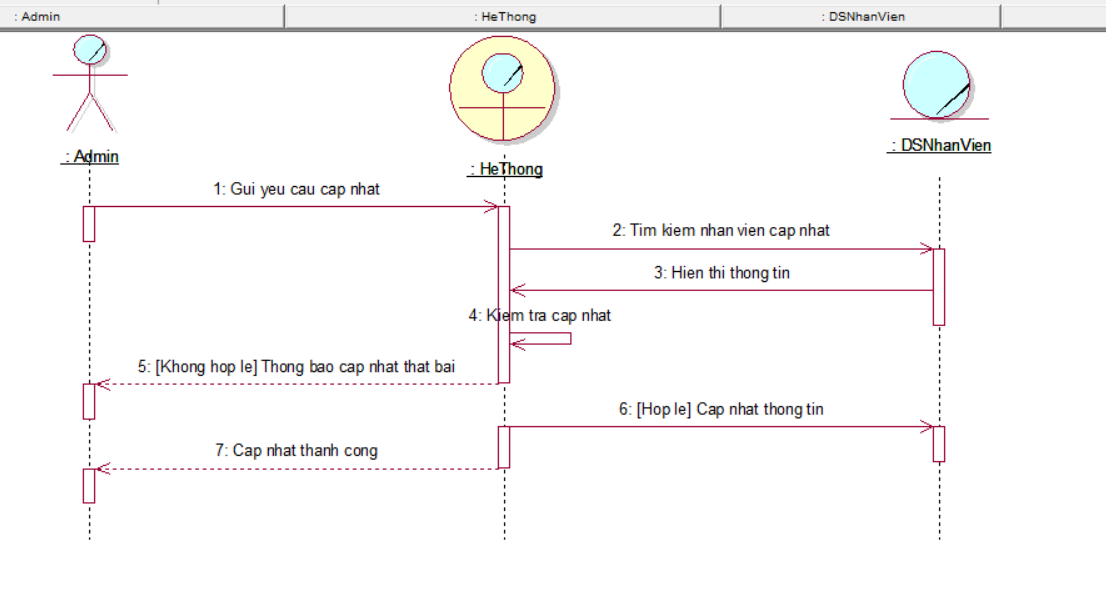 : Admin
: HeThong
: DSNhanVien
: Admin
: HeThong
: DSNhanVien
1: Gui yeu cau cap nhat
2: Tim kiem nhan vien cap nhat
3: Hien thi thong tin
4: Kiem tra cap nhat
5: [Khong hop le] Thong bao cap nhat that bai
6: [Hop le] Cap nhat thong tin
7: Cap nhat thanh cong